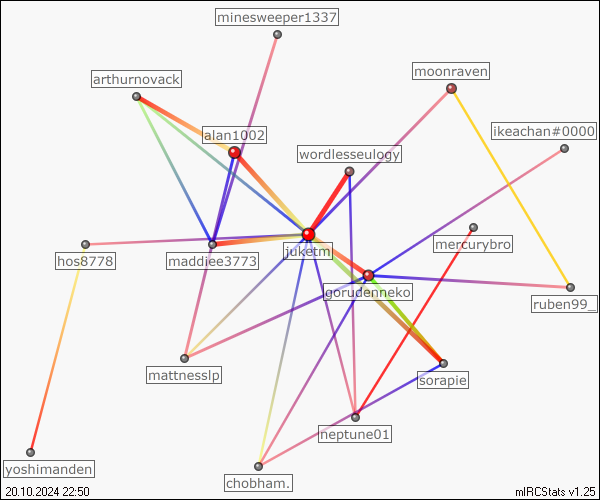 minesweeper1337
arthurnovack
moonraven
ikeachan#0000
alan1002
wordlesseulogy
mercurybro
juketm
hos8778
maddiee3773
gorudenneko
ruben99_
mattnesslp
sorapie
neptune01
yoshimanden
chobham.
20.10.2024 22:50
mIRCStats v1.25